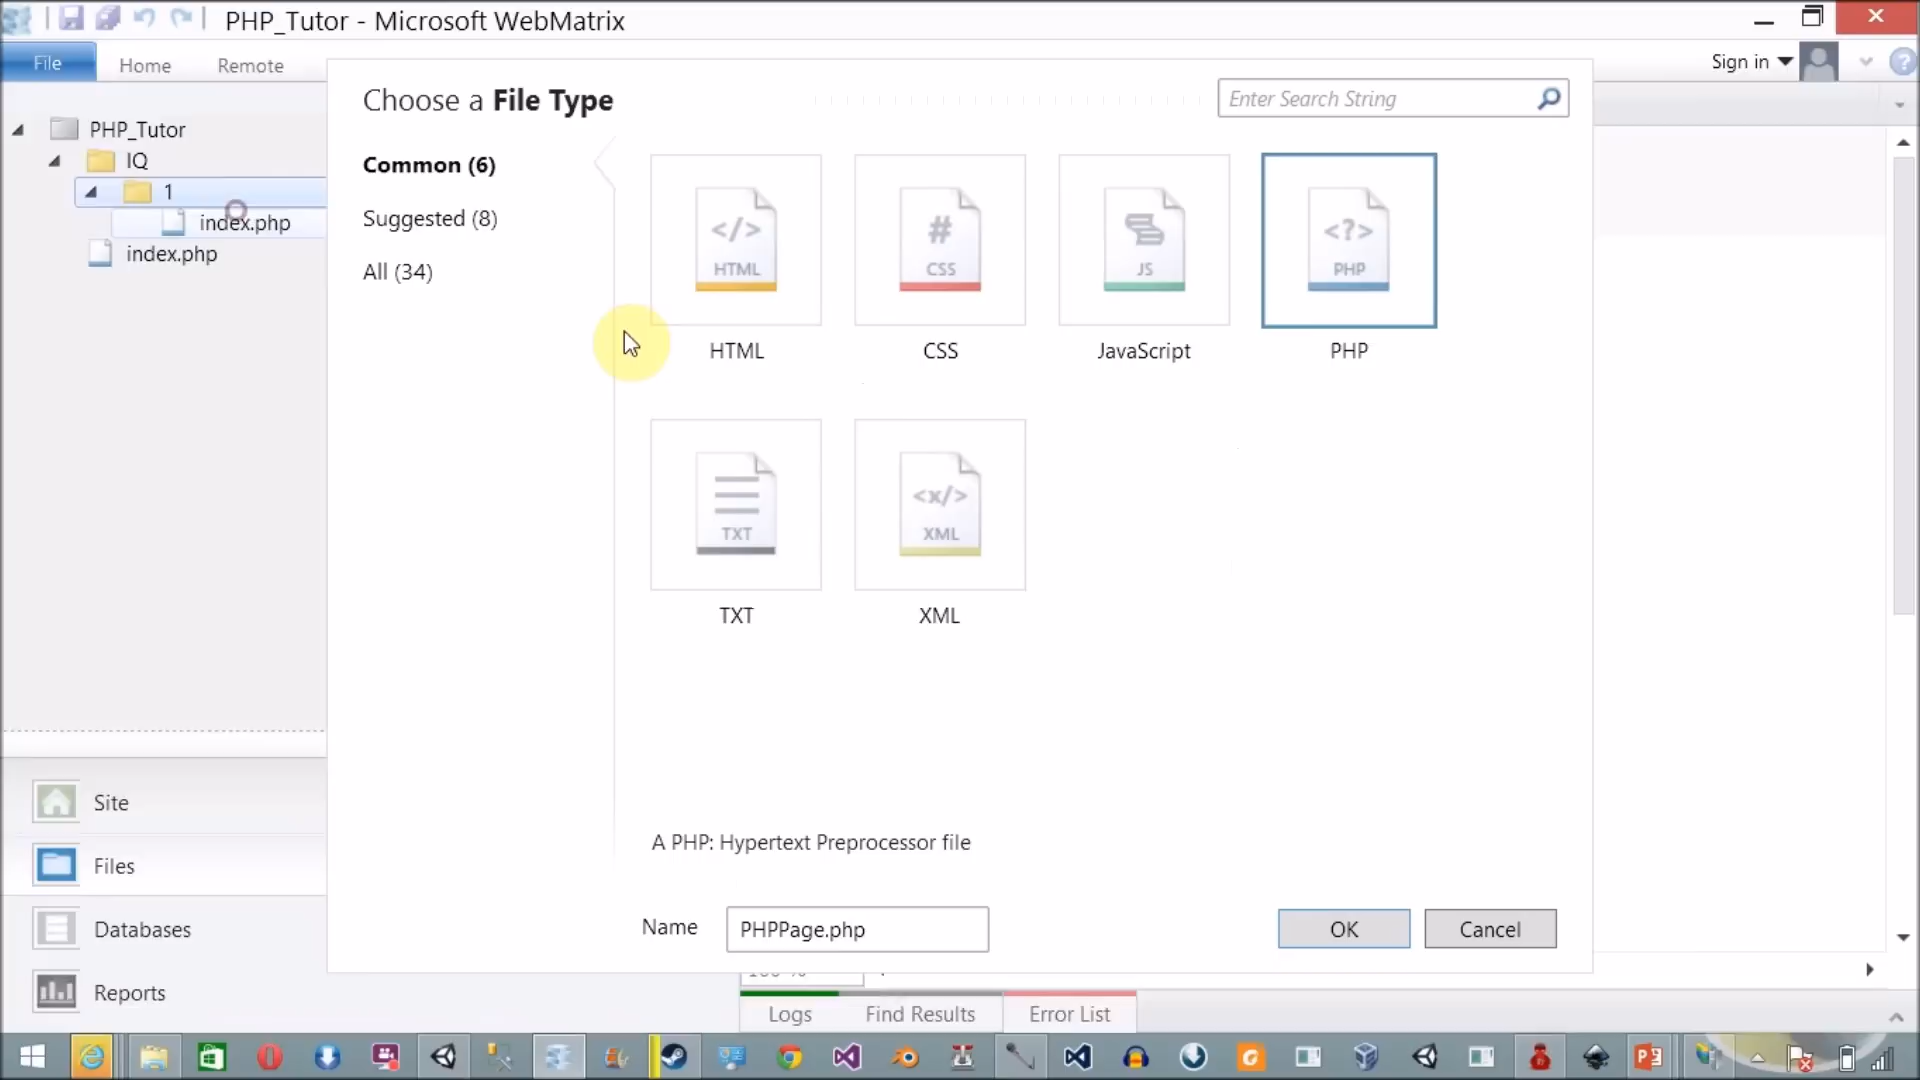 PHP_Tutor - Microsoft WebMatrix
File
Home
Remote
Sign in
PHP_Tutor
IQ
1
index.php
index.php
Choose a File Type
Enter Search String
Common (6)
Suggested (8)
All (34)
</>
HTML
#
CSS
JS
<?>
PHP
HTML
CSS
JavaScript
PHP
TXT
<x/>
XML
TXT
XML
A PHP: Hypertext Preprocessor file
Name
PHPPage.php
OK
Cancel
Site
Files
Databases
Reports
Logs
Find Results
Error List